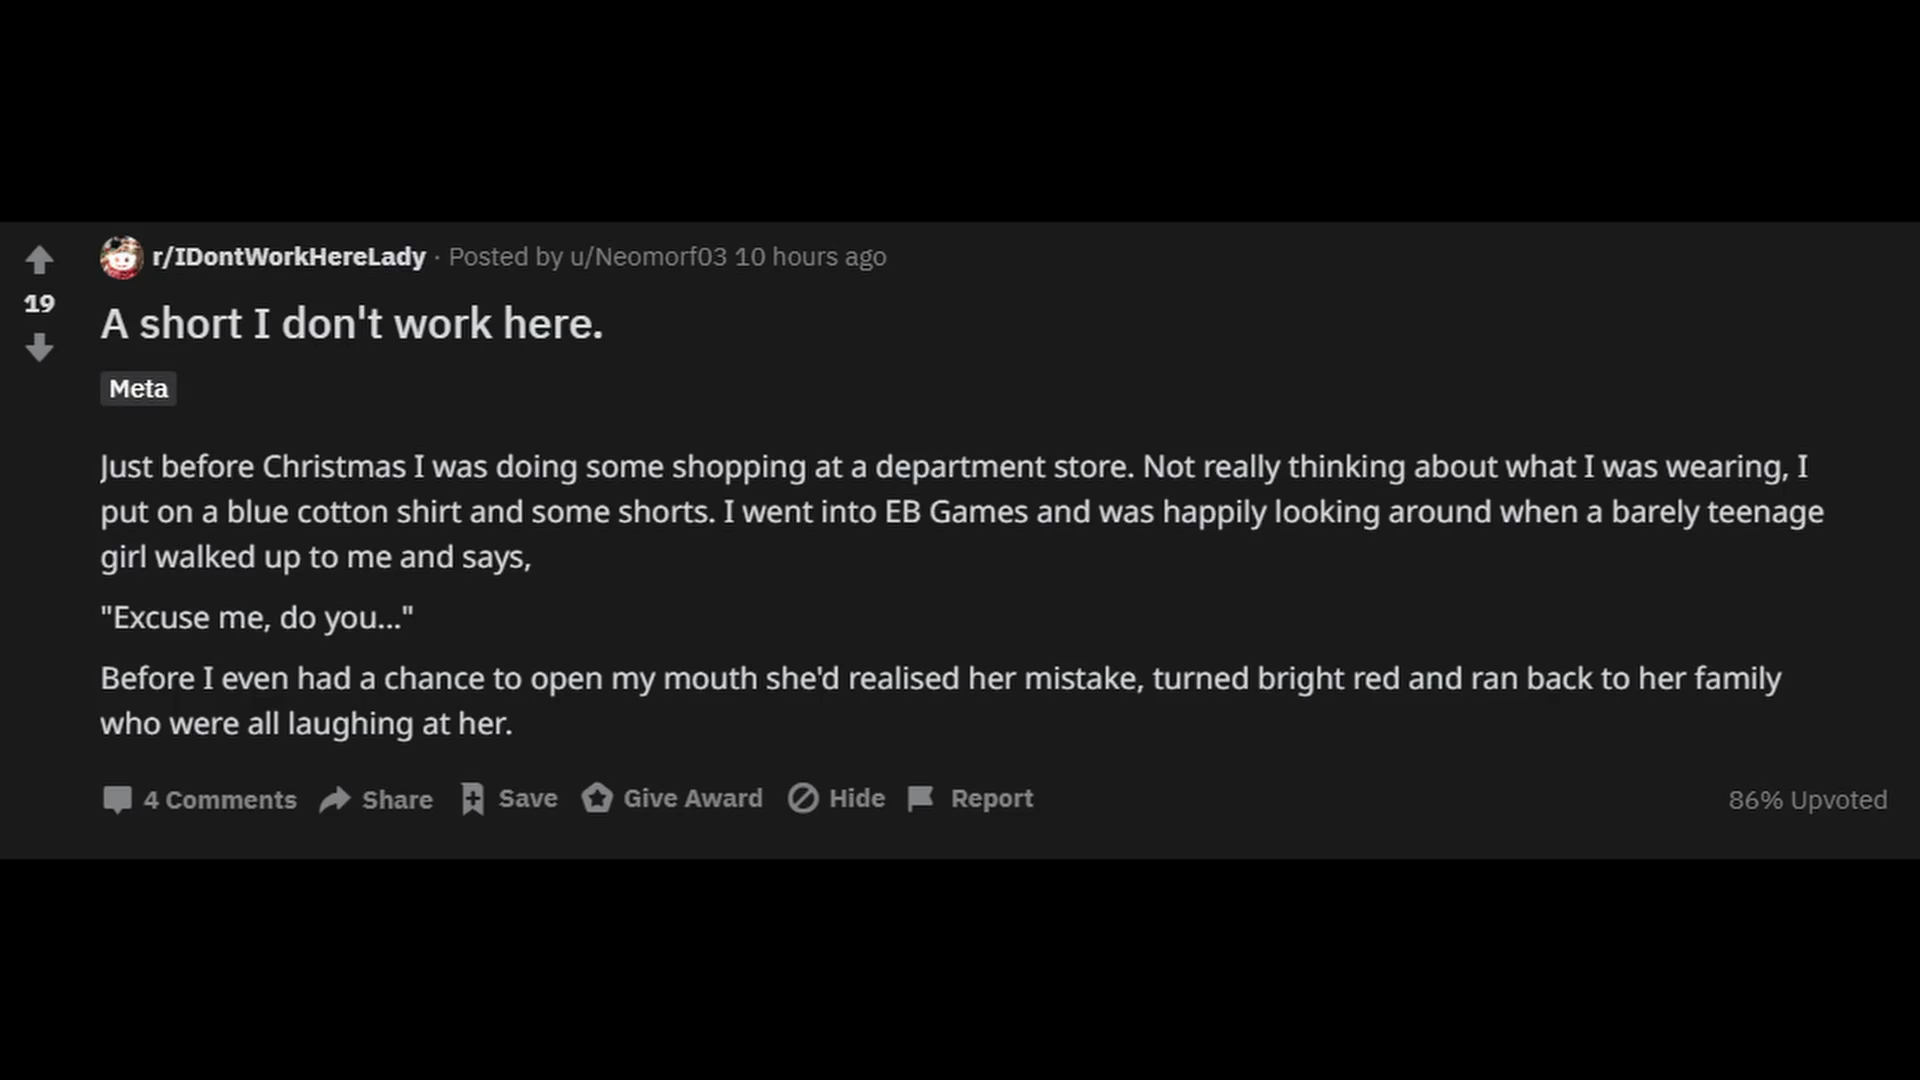 r/IDontWorkHereLady · Posted by u/Neomorf03 10 hours ago
19
A short I don't work here.
Meta
Just before Christmas I was doing some shopping at a department store. Not really thinking about what I was wearing, I
put on a blue cotton shirt and some shorts. I went into EB Games and was happily looking around when a barely teenage
girl walked up to me and says,
"Excuse me, do you..."
Before I even had a chance to open my mouth she'd realised her mistake, turned bright red and ran back to her family
who were all laughing at her.
4 Comments Share Save Give Award Hide Report 86% Upvoted